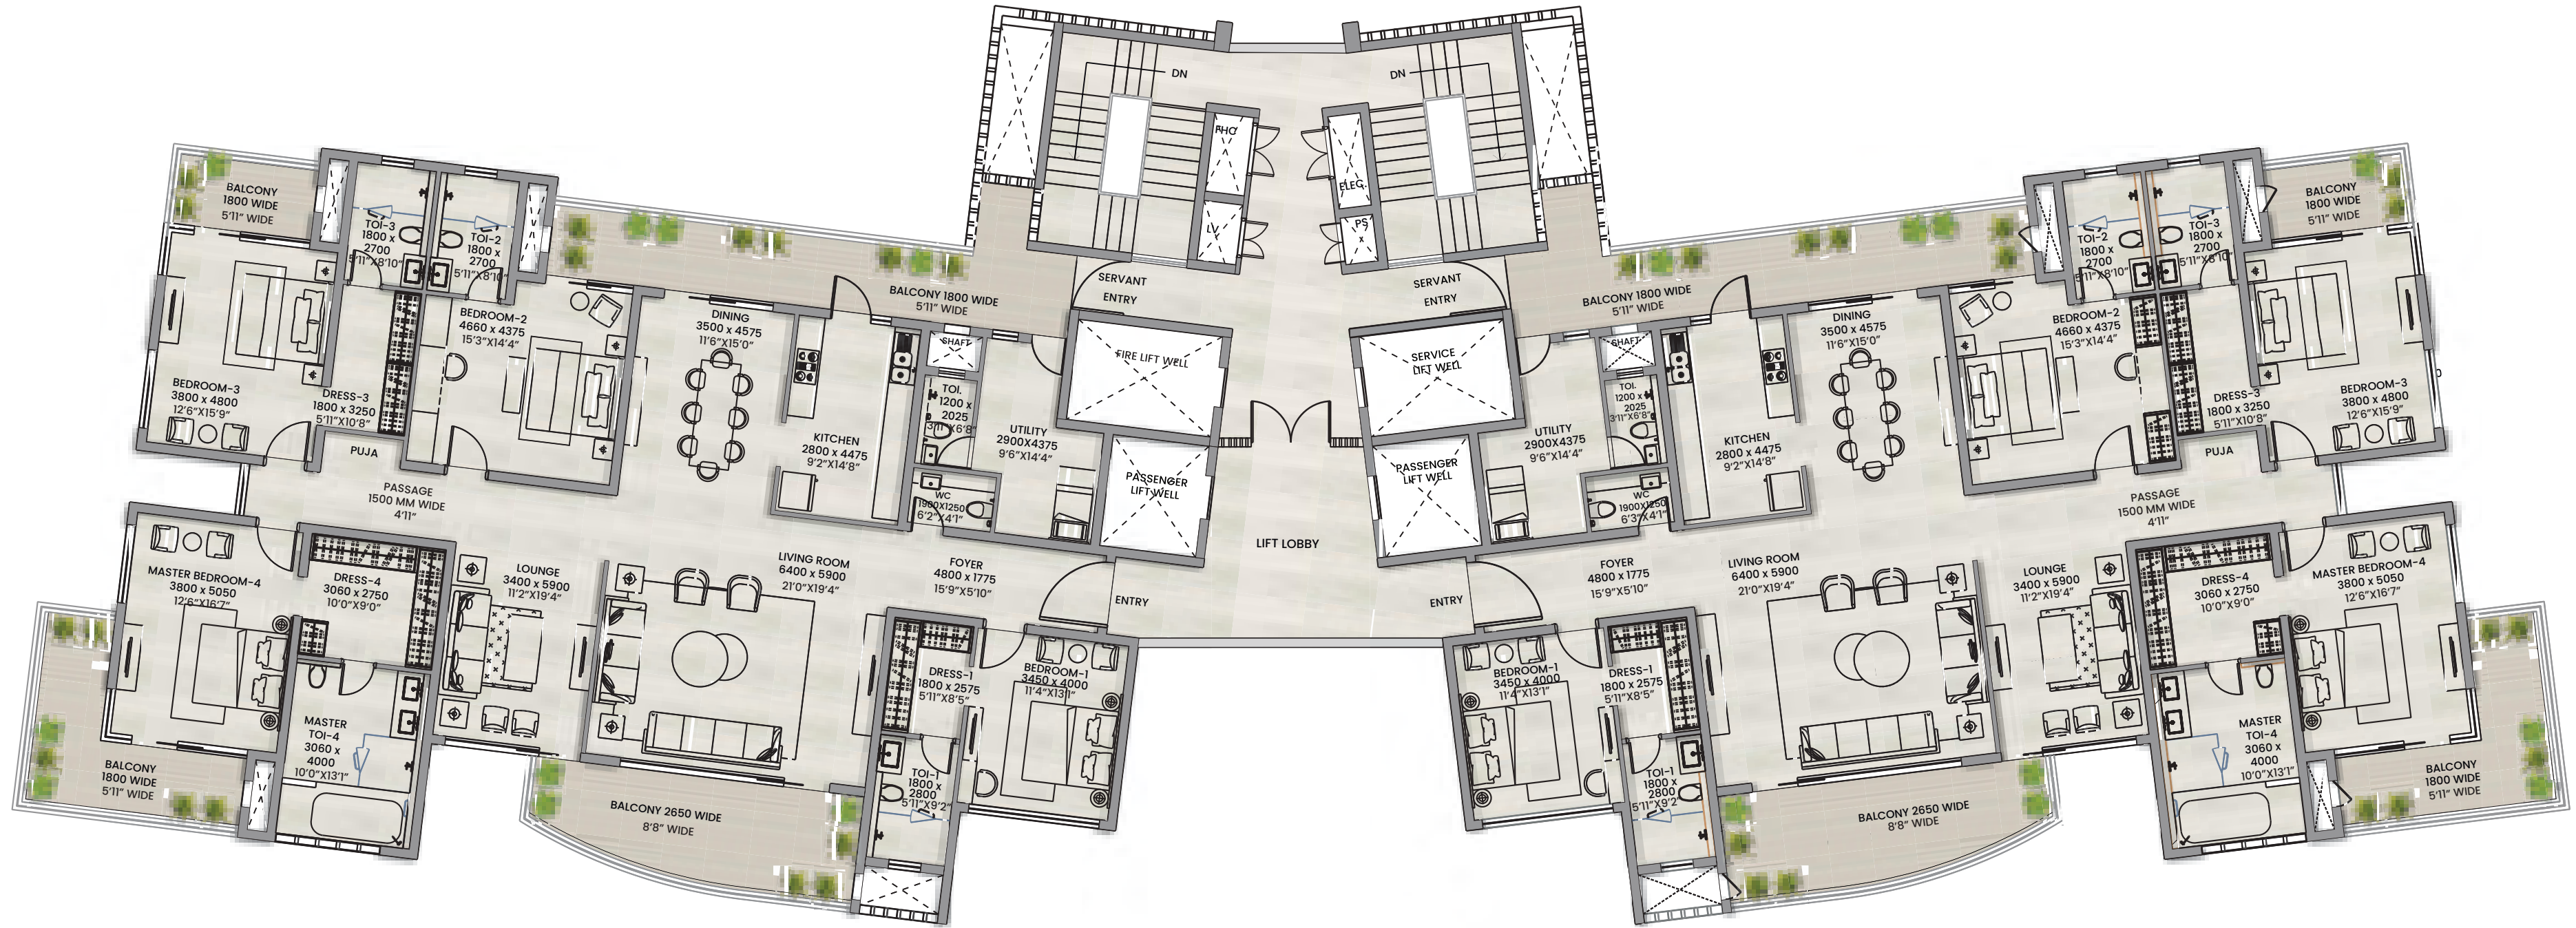 DN
DN
FHC
ELEC.
LV
PS
BALCONY
1800 WIDE
5'11" WIDE
TOI-3
1800 x
2700
5'11"X8'10"
TOI-2
1800 x
2700
5'11"X8'10"
BALCONY 1800 WIDE
5'11" WIDE
SERVANT
ENTRY
SERVANT
ENTRY
BALCONY 1800 WIDE
5'11" WIDE
TOI-2
1800 x
2700
5'11"X8'10"
TOI-3
1800 x
2700
5'11"X8'10"
BALCONY
1800 WIDE
5'11" WIDE
BEDROOM-3
3800 x 4800
12'6"X15'9"
DRESS-3
1800 x 3250
5'11"X10'8"
BEDROOM-2
4660 x 4375
15'3"X14'4"
DINING
3500 x 4575
11'6"X15'0"
KITCHEN
2800 x 4475
9'2"X14'8"
SHAFT
TOI.
1200 x
2025
3'11"X6'8"
UTILITY
2900X4375
9'6"X14'4"
WC
1900X1250
6'2"X4'1"
FIRE LIFT WELL
PASSENGER
LIFT WELL
SERVICE
LIFT WELL
PASSENGER
LIFT WELL
SHAFT
TOI.
1200 x
2025
3'11"X6'8"
UTILITY
2900X4375
9'6"X14'4"
WC
1900X1250
6'3"X4'1"
KITCHEN
2800 x 4475
9'2"X14'8"
DINING
3500 x 4575
11'6"X15'0"
BEDROOM-2
4660 x 4375
15'3"X14'4"
DRESS-3
1800 x 3250
5'11"X10'8"
BEDROOM-3
3800 x 4800
12'6"X15'9"
PUJA
PASSAGE
1500 MM WIDE
4'11"
PUJA
PASSAGE
1500 MM WIDE
4'11"
MASTER BEDROOM-4
3800 x 5050
12'6"X16'7"
DRESS-4
3060 x 2750
10'0"X9'0"
LOUNGE
3400 x 5900
11'2"X19'4"
LIVING ROOM
6400 x 5900
21'0"X19'4"
FOYER
4800 x 1775
15'9"X5'10"
ENTRY
LIFT LOBBY
ENTRY
FOYER
4800 x 1775
15'9"X5'10"
LIVING ROOM
6400 x 5900
21'0"X19'4"
LOUNGE
3400 x 5900
11'2"X19'4"
DRESS-4
3060 x 2750
10'0"X9'0"
MASTER BEDROOM-4
3800 x 5050
12'6"X16'7"
DRESS-1
1800 x 2575
5'11"X8'5"
BEDROOM-1
3450 x 4000
11'4"X13'1"
BEDROOM-1
3450 x 4000
11'4"X13'1"
DRESS-1
1800 x 2575
5'11"X8'5"
MASTER
TOI-4
3060 x
4000
10'0"X13'1"
BALCONY
1800 WIDE
5'11" WIDE
BALCONY 2650 WIDE
8'8" WIDE
TOI-1
1800 x
2800
5'11"X9'2"
TOI-1
1800 x
2800
5'11"X9'2"
BALCONY 2650 WIDE
8'8" WIDE
MASTER
TOI-4
3060 x
4000
10'0"X13'1"
BALCONY
1800 WIDE
5'11" WIDE